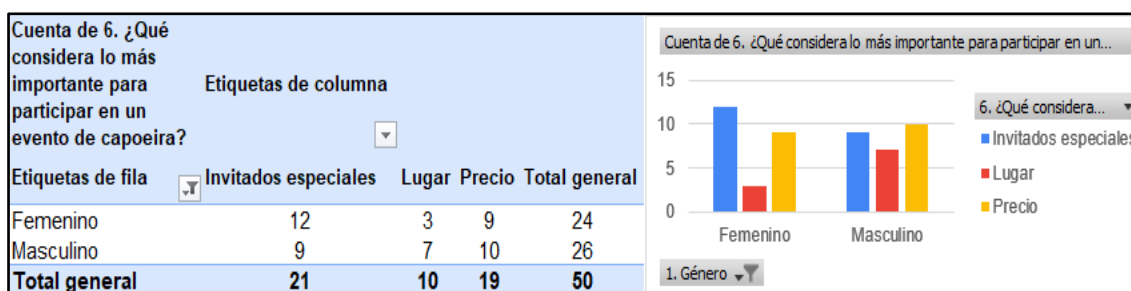 Cuenta de 6. ¿Qué
considera lo más
importante para
participar en un
evento de capoeira?
Etiquetas de columna
Etiquetas de fila Invitados especiales Lugar Precio Total general
Femenino 12 3 9 24
Masculino 9 7 10 26
Total general 21 10 19 50
Cuenta de 6. ¿Qué considera lo más importante para participar en un...
15
10
5
0
Femenino Masculino
6. ¿Qué considera...
Invitados especiales
Lugar
Precio
1. Género